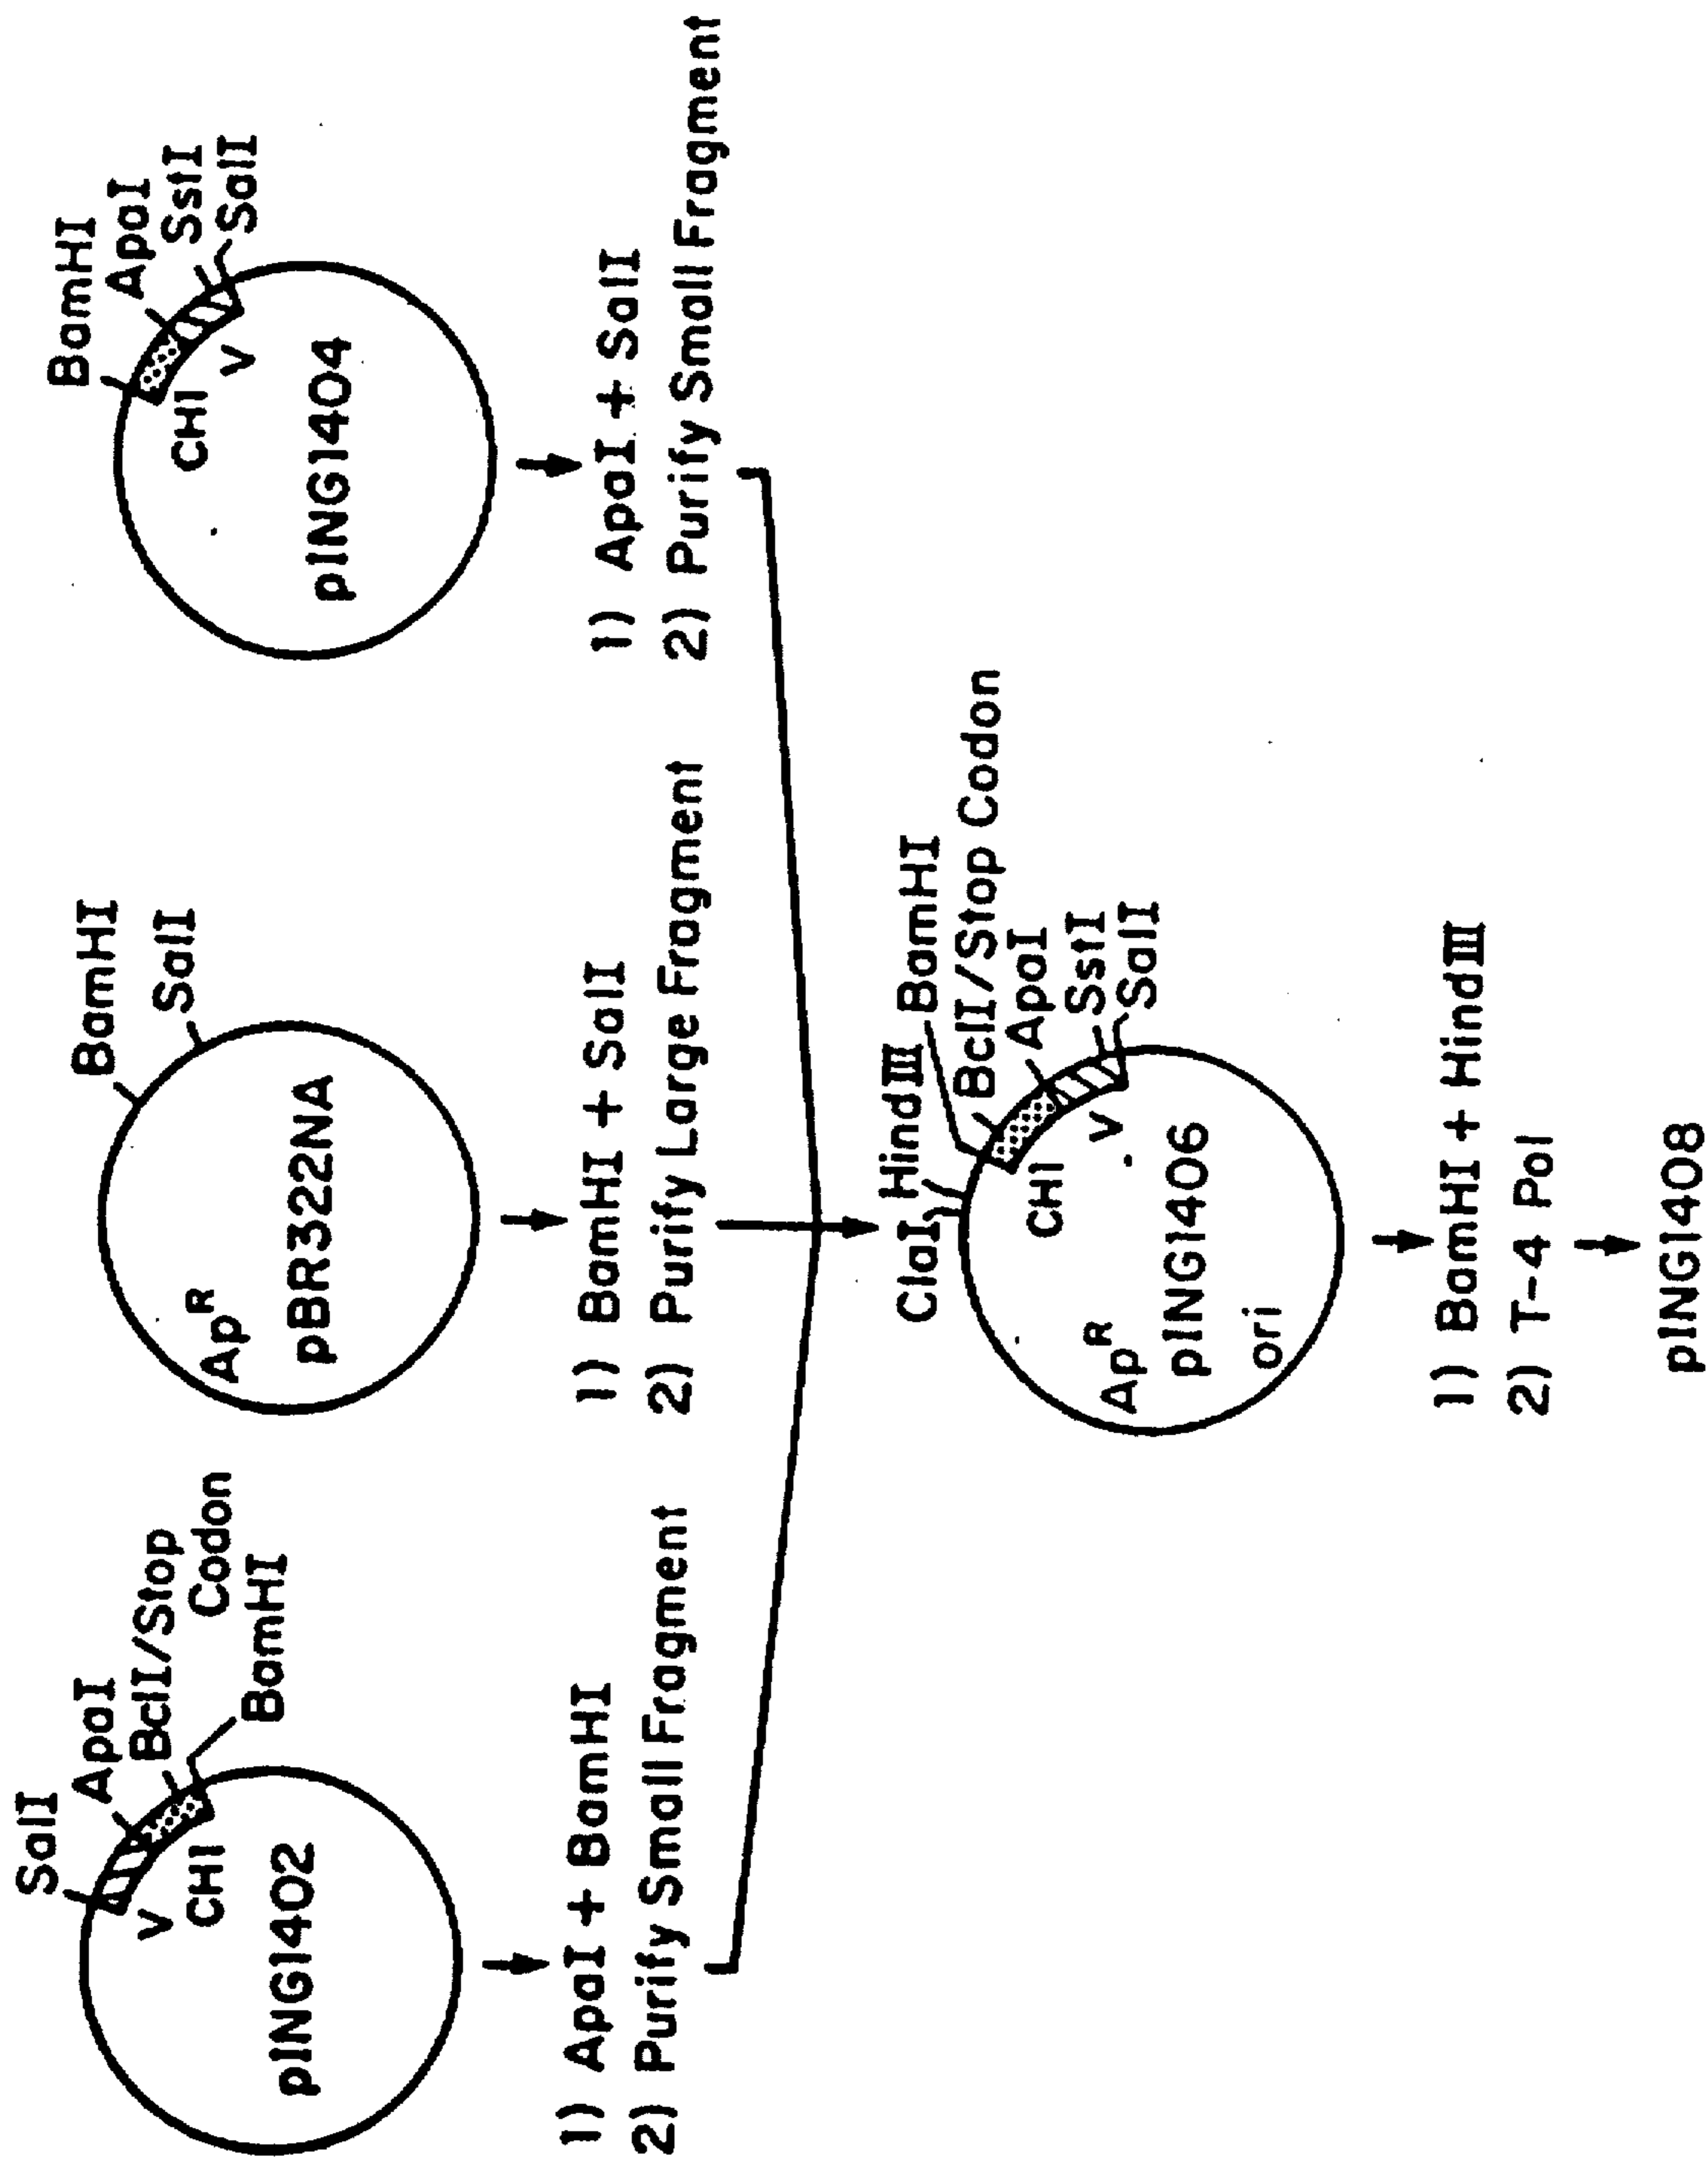 SalI
ApaI
BclI/Stop
Codon
BamHI
V
CH1
pING1402
1) ApaI + BamHI
2) Purify Small Fragment
BamHI
SalI
Ap^R
pBR322NA
1) BamHI + SalI
2) Purify Large Fragment
BamHI
ApaI
SstI
SalI
CH1
V
pING1404
1) ApaI + SalI
2) Purify Small Fragment
ClaI
HindIII
BamHI
BclI/Stop Codon
ApaI
SstI
SalI
CH1
V
Ap^R
pING1406
ori
1) BamHI + HindIII
2) T-4 Pol
pING1408